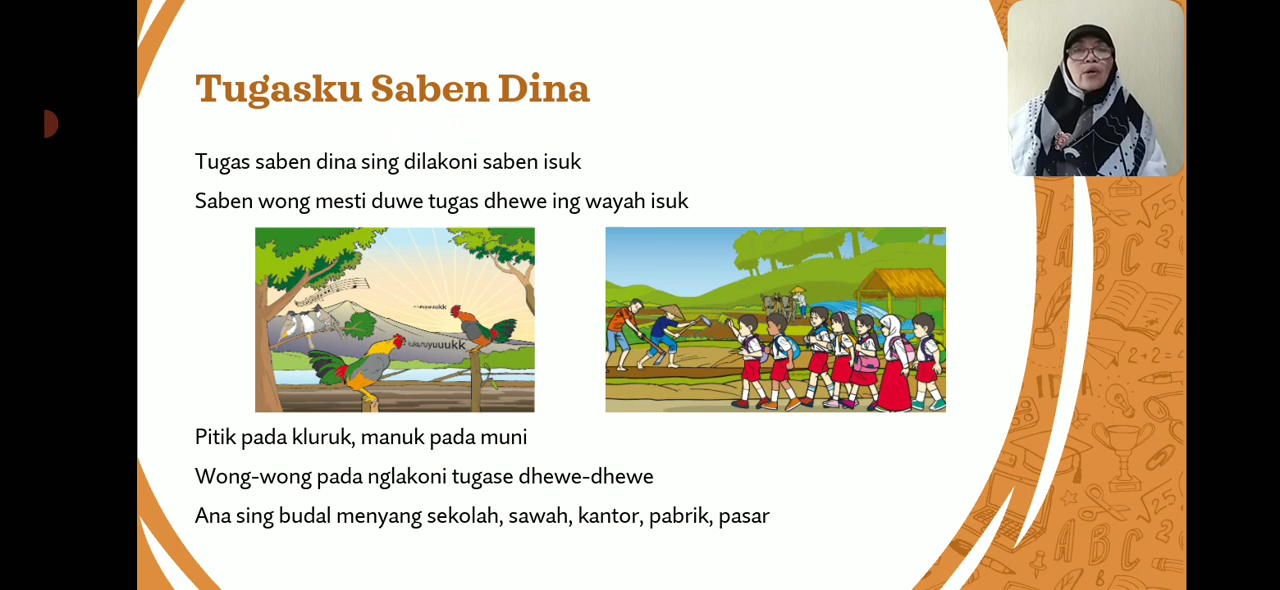 Tugasku Saben Dina
Tugas saben dina sing dilakoni saben isuk
Saben wong mesti duwe tugas dhewe ing wayah isuk
kukuruyuuukk
Pitik pada kluruk, manuk pada muni
Wong-wong pada nglakoni tugase dhewe-dhewe
Ana sing budal menyang sekolah, sawah, kantor, pabrik, pasar